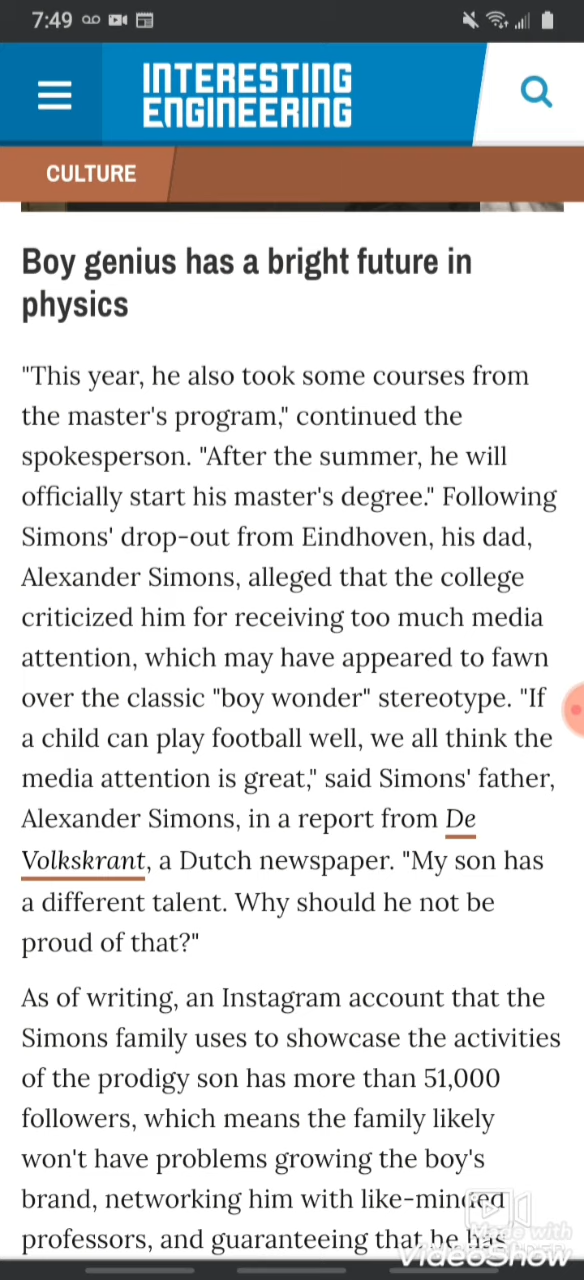 7:49
INTERESTING
ENGINEERING
CULTURE
Boy genius has a bright future in
physics
"This year, he also took some courses from
the master's program," continued the
spokesperson. "After the summer, he will
officially start his master's degree." Following
Simons' drop-out from Eindhoven, his dad,
Alexander Simons, alleged that the college
criticized him for receiving too much media
attention, which may have appeared to fawn
over the classic "boy wonder" stereotype. "If
a child can play football well, we all think the
media attention is great," said Simons' father,
Alexander Simons, in a report from De
Volkskrant, a Dutch newspaper. "My son has
a different talent. Why should he not be
proud of that?"
As of writing, an Instagram account that the
Simons family uses to showcase the activities
of the prodigy son has more than 51,000
followers, which means the family likely
won't have problems growing the boy's
brand, networking him with like-minded
professors, and guaranteeing that he has
Made with
VideoShow